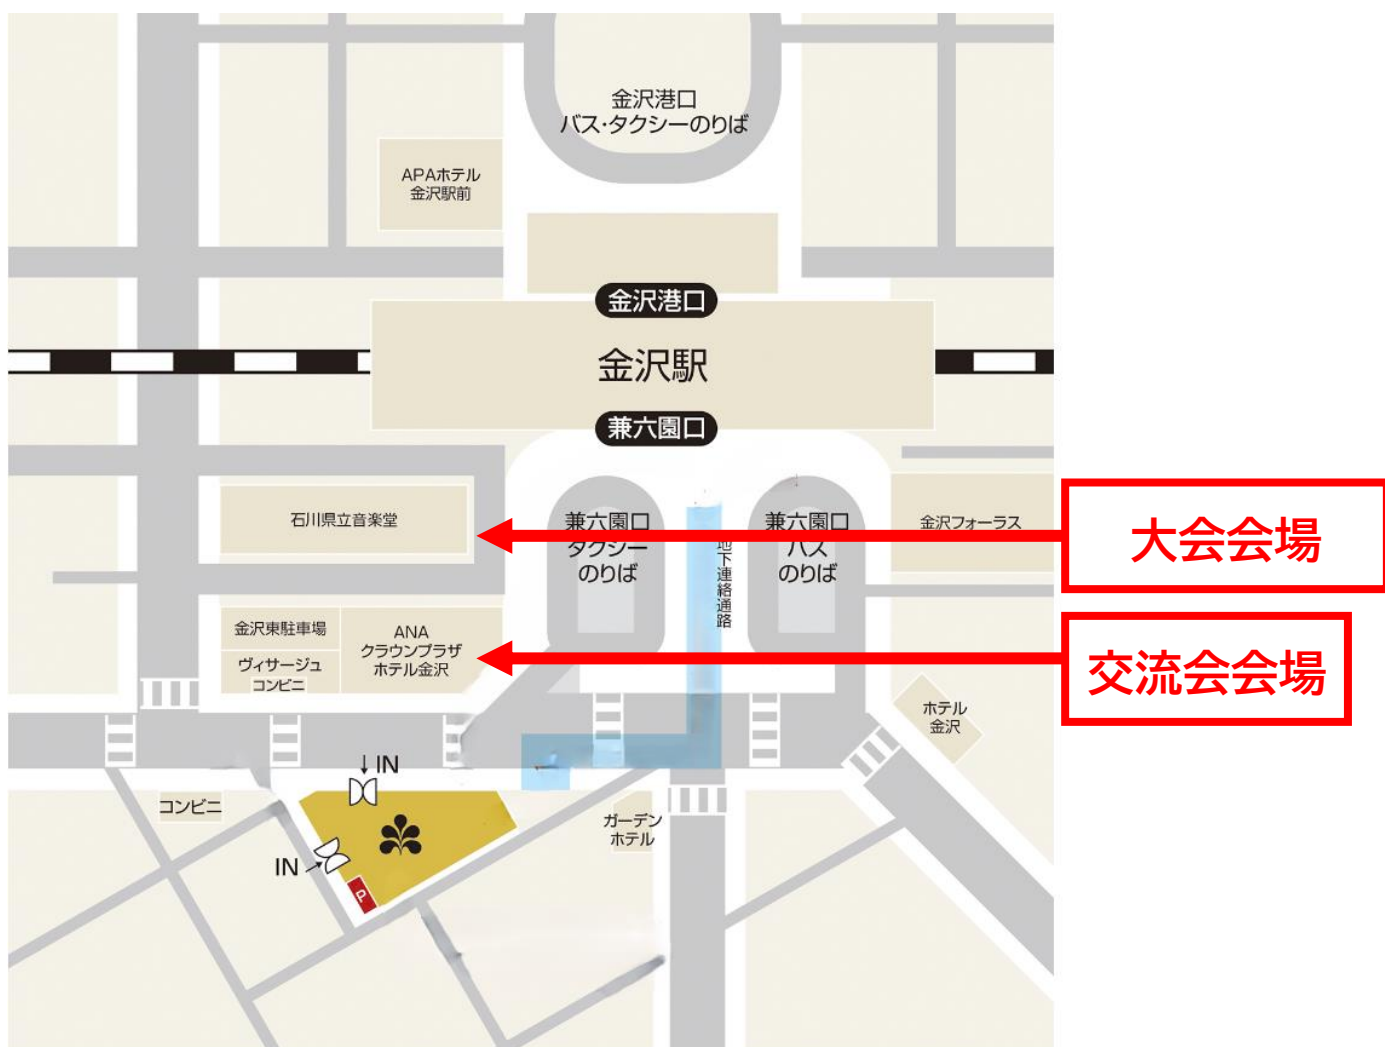 金沢港口
バス・タクシーのりば
APAホテル
金沢駅前
金沢港口
金沢駅
兼六園口
石川県立音楽堂
兼六園口
タクシー
のりば
地下連絡通路
兼六園口
バス
のりば
金沢フォーラス
大会会場
金沢東駐車場
ヴィサージュ
コンビニ
ANA
クラウンプラザ
ホテル金沢
交流会会場
ホテル
金沢
↓IN
コンビニ
ガーデン
ホテル
IN
P